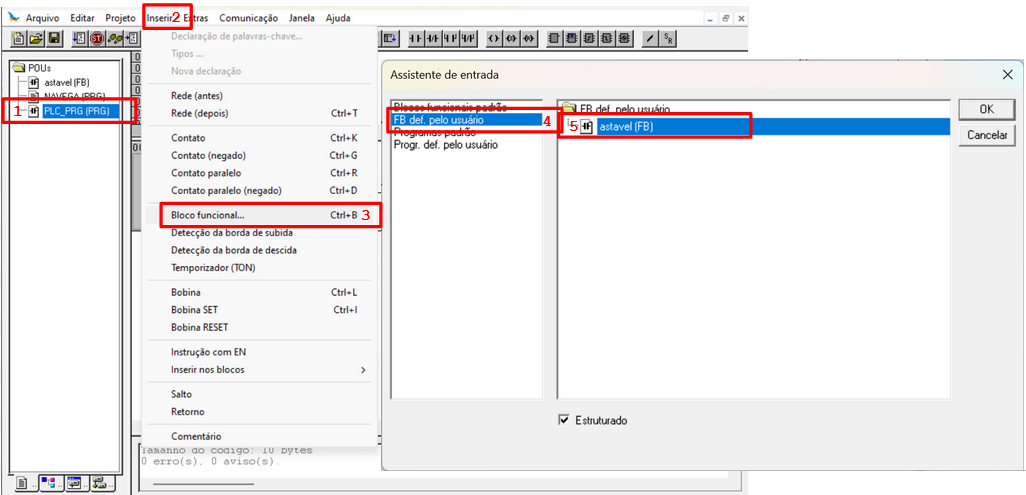 Arquivo Editar Projeto Inserir 2 Extras Comunicação Janela Ajuda
POUs
astavel (FB)
NAVEGA (PRG)
1 PLC_PRG (PRG)
Declaração de palavras-chave...
Tipos ...
Nova declaração
Rede (antes)
Rede (depois) Ctrl+T
Contato Ctrl+K
Contato (negado) Ctrl+G
Contato paralelo Ctrl+R
Contato paralelo (negado) Ctrl+D
Bloco funcional... Ctrl+B 3
Detecção da borda de subida
Detecção da borda de descida
Temporizador (TON)
Bobina Ctrl+L
Bobina SET Ctrl+I
Bobina RESET
Instrução com EN
Inserir nos blocos
Salto
Retorno
Comentário
Tamanho do código: 10 bytes
0 erro(s), 0 aviso(s).
Assistente de entrada
Blocos funcionais padrão
FB def. pelo usuário 4
Programas padrão
Progr. def. pelo usuário
FB def. pelo usuário
5 astavel (FB)
Estruturado
OK
Cancelar